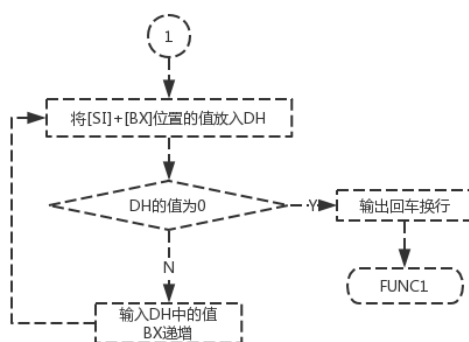 1
将[SI]+[BX]位置的值放入DH
DH的值为0
Y
输出回车换行
N
FUNC1
输入DH中的值
BX递增